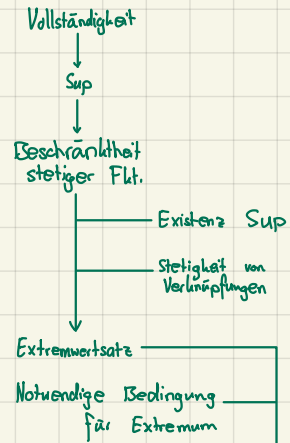 Vollständigkeit
Sup
Beschränktheit
stetiger Fkt.
Existenz Sup
Stetigkeit von
Verknüpfungen
Extremwertsatz
Notwendige Bedingung
für Extremum